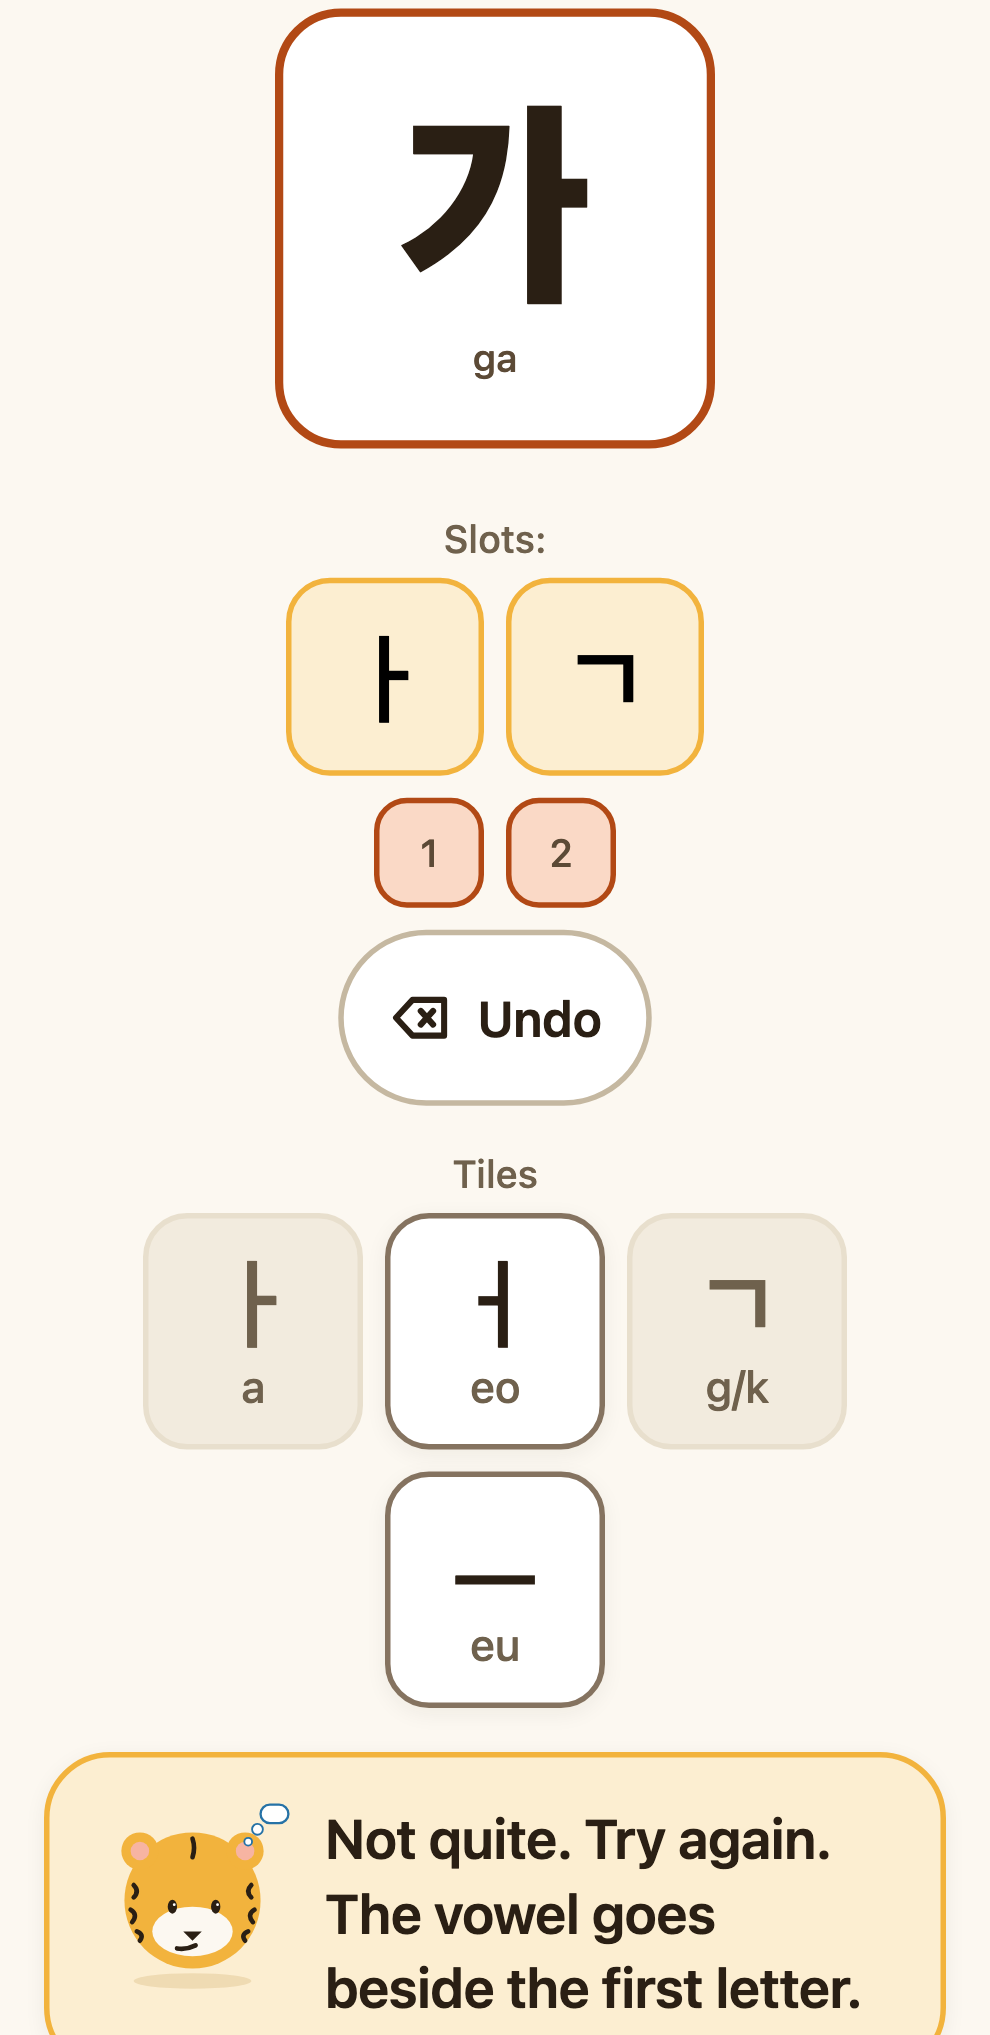 가
ga
Slots:
ㅏ ㄱ
1 2
Undo
Tiles
ㅏ ㅓ ㄱ
a eo g/k
ㅡ
eu
Not quite. Try again.
The vowel goes
beside the first letter.